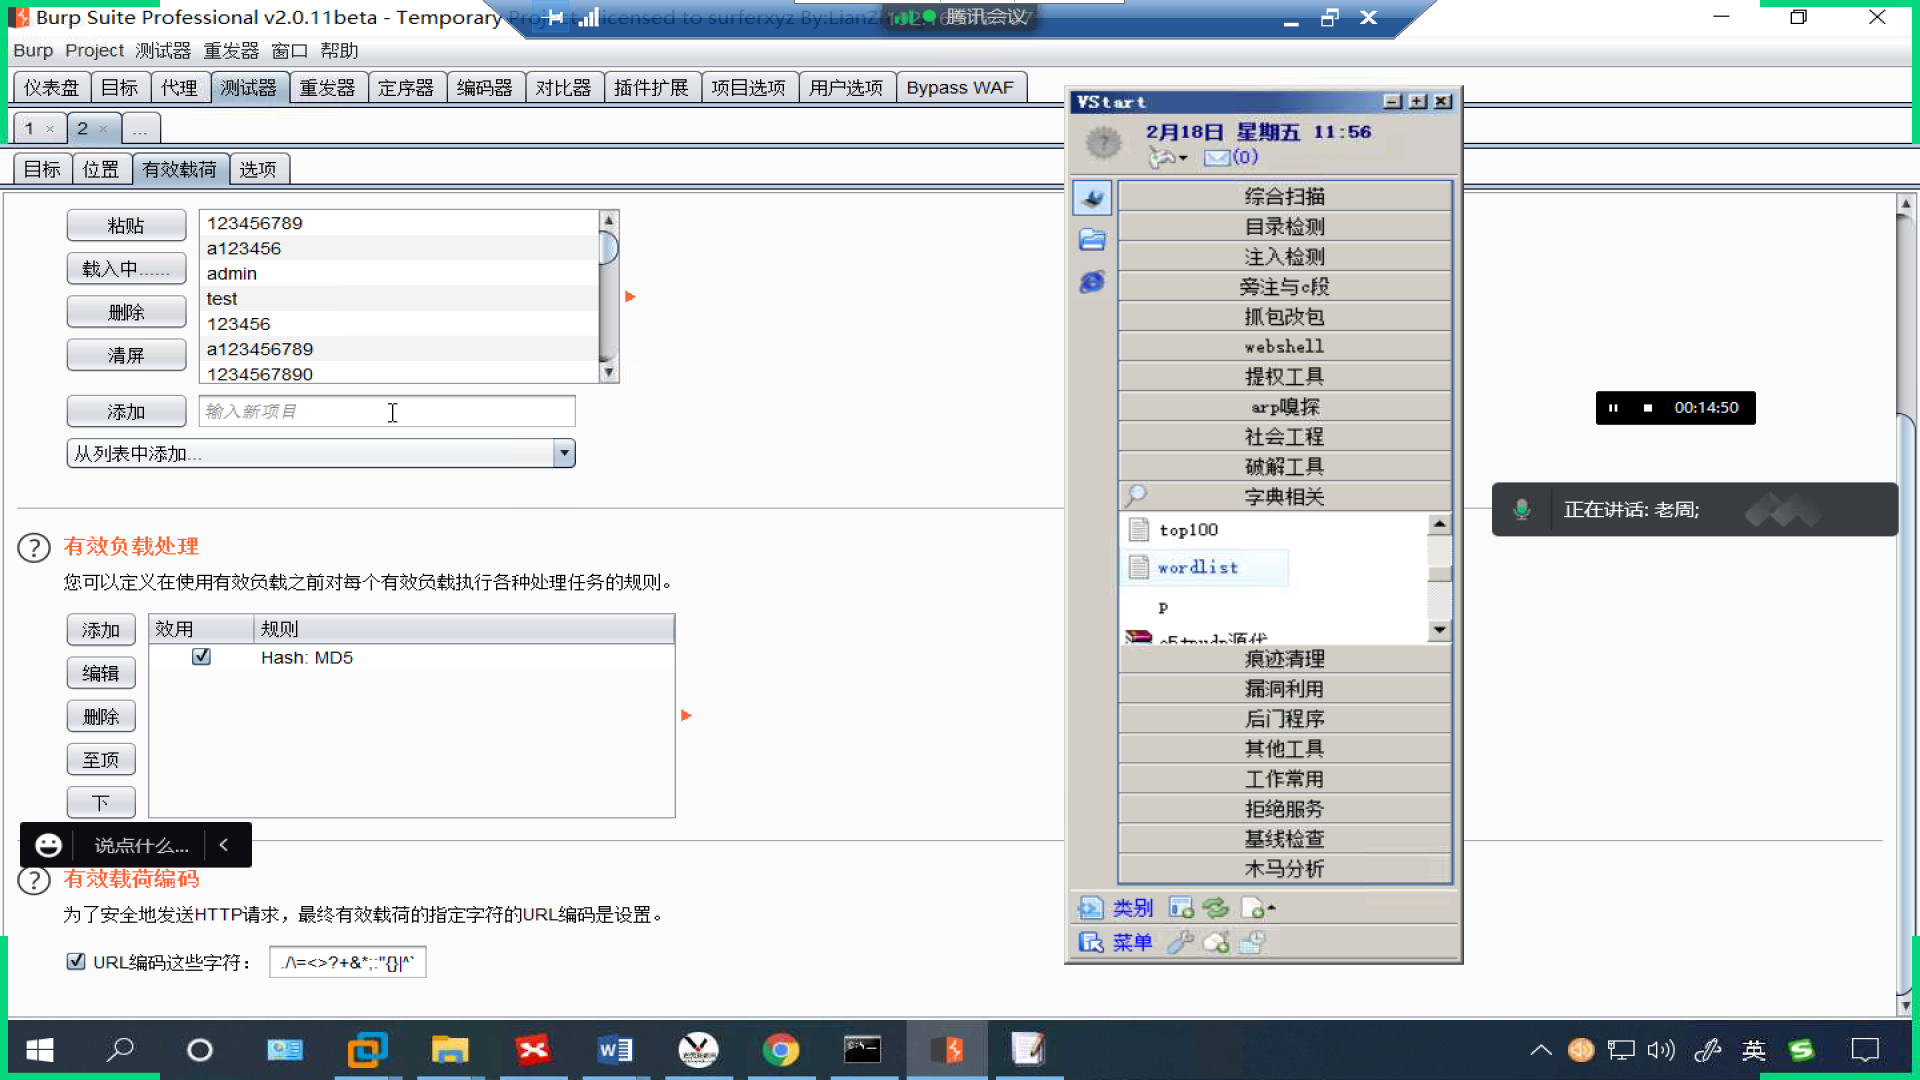 Burp Suite Professional v2.0.11beta - Temporary Project - licensed to surferxyz By:LianZ
腾讯会议
Burp Project 测试器 重发器 窗口 帮助
仪表盘 目标 代理 测试器 重发器 定序器 编码器 对比器 插件扩展 项目选项 用户选项 Bypass WAF
1 × 2 × ...
目标 位置 有效载荷 选项
粘贴
载入中......
删除
清屏
123456789
a123456
admin
test
123456
a123456789
1234567890
添加 输入新项目
从列表中添加...
有效负载处理
您可以定义在使用有效负载之前对每个有效负载执行各种处理任务的规则。
添加
编辑
删除
至项
下
效用 规则
Hash: MD5
说点什么...
有效载荷编码
为了安全地发送HTTP请求，最终有效载荷的指定字符的URL编码是设置。
URL编码这些字符： ./\=<>?+&*;:"{}|^`
VStart
2月18日 星期五 11:56
(0)
综合扫描
目录检测
注入检测
旁注与c段
抓包改包
webshell
提权工具
arp嗅探
社会工程
破解工具
字典相关
top100
wordlist
p
痕迹清理
漏洞利用
后门程序
其他工具
工作常用
拒绝服务
基线检查
木马分析
类别
菜单
00:14:50
正在讲话: 老周;
英